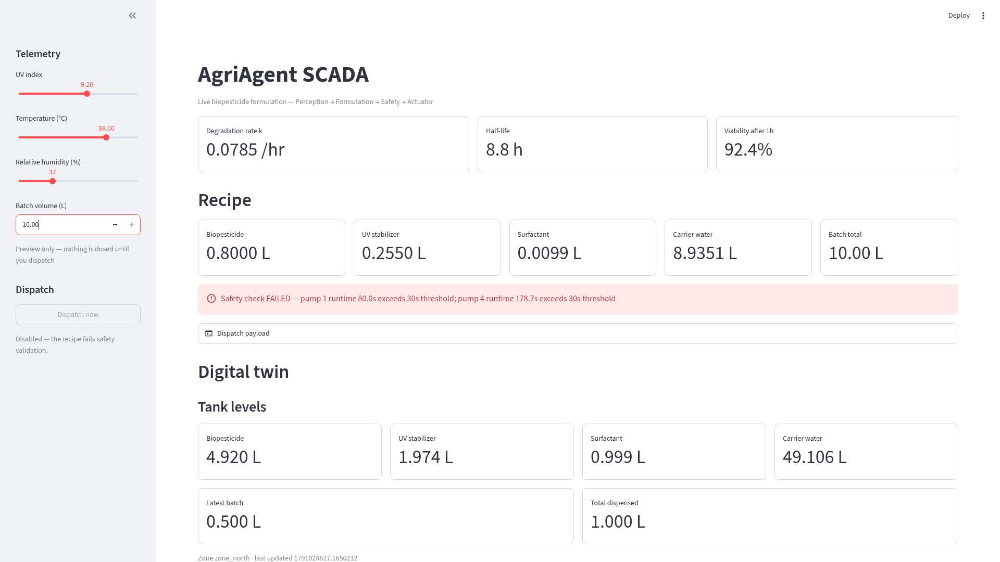 Deploy
Telemetry
UV index
9.20
Temperature (°C)
38.00
Relative humidity (%)
32
Batch volume (L)
10.00
Preview only — nothing is dosed until
you dispatch
Dispatch
Dispatch now
Disabled — the recipe fails safety
validation.
AgriAgent SCADA
Live biopesticide formulation — Perception → Formulation → Safety → Actuator
Degradation rate k
0.0785 /hr
Half-life
8.8 h
Viability after 1h
92.4%
Recipe
Biopesticide
0.8000 L
UV stabilizer
0.2550 L
Surfactant
0.0099 L
Carrier water
8.9351 L
Batch total
10.00 L
Safety check FAILED — pump 1 runtime 80.0s exceeds 30s threshold; pump 4 runtime 178.7s exceeds 30s threshold
Dispatch payload
Digital twin
Tank levels
Biopesticide
4.920 L
UV stabilizer
1.974 L
Surfactant
0.999 L
Carrier water
49.106 L
Latest batch
0.500 L
Total dispensed
1.000 L
Zone zone_north · last updated 1791024827.1650212